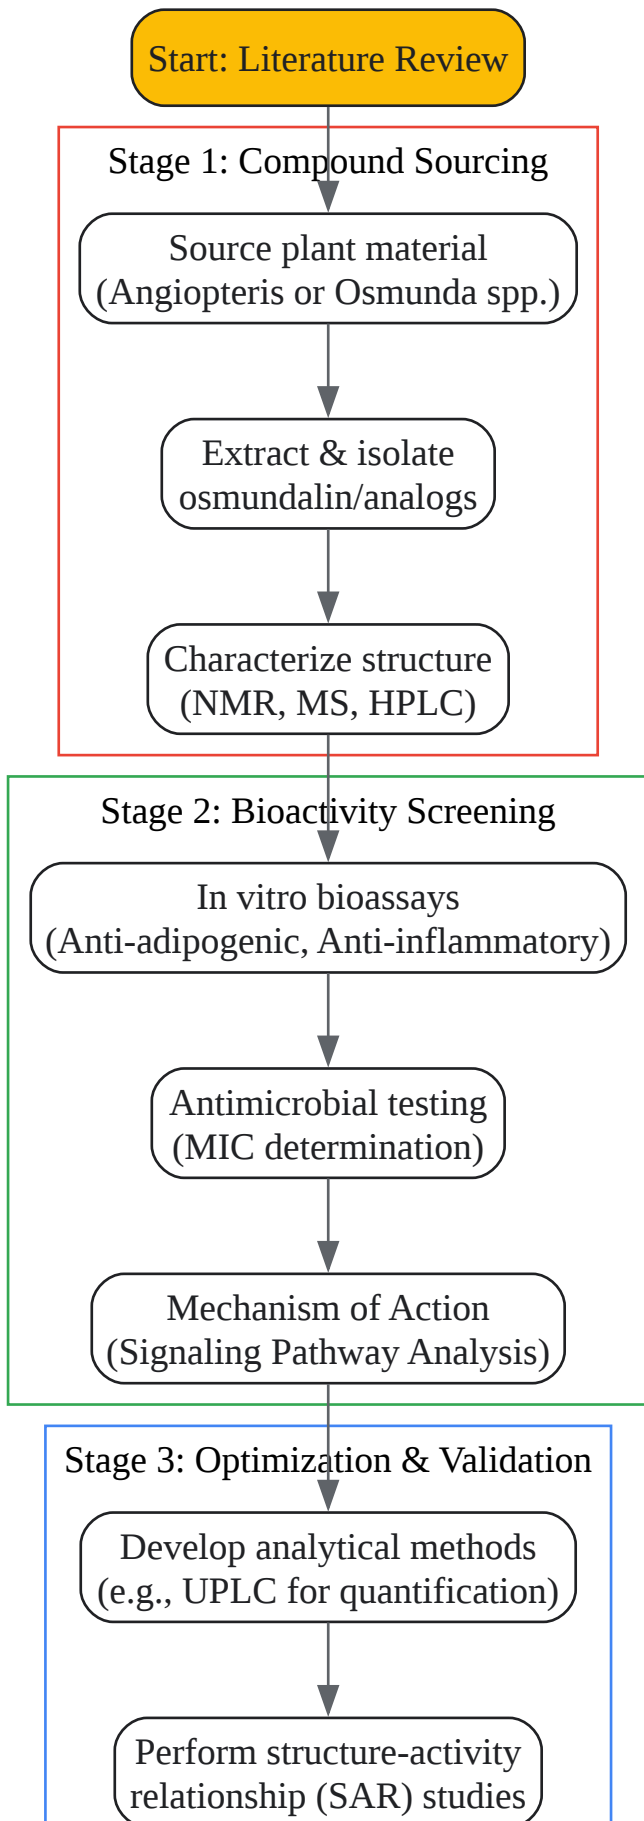 Start: Literature Review
Stage 1: Compound Sourcing
Source plant material
(Angiopteris or Osmunda spp.)
Extract & isolate
osmundalin/analogs
Characterize structure
(NMR, MS, HPLC)
Stage 2: Bioactivity Screening
In vitro bioassays
(Anti-adipogenic, Anti-inflammatory)
Antimicrobial testing
(MIC determination)
Mechanism of Action
(Signaling Pathway Analysis)
Stage 3: Optimization & Validation
Develop analytical methods
(e.g., UPLC for quantification)
Perform structure-activity
relationship (SAR) studies